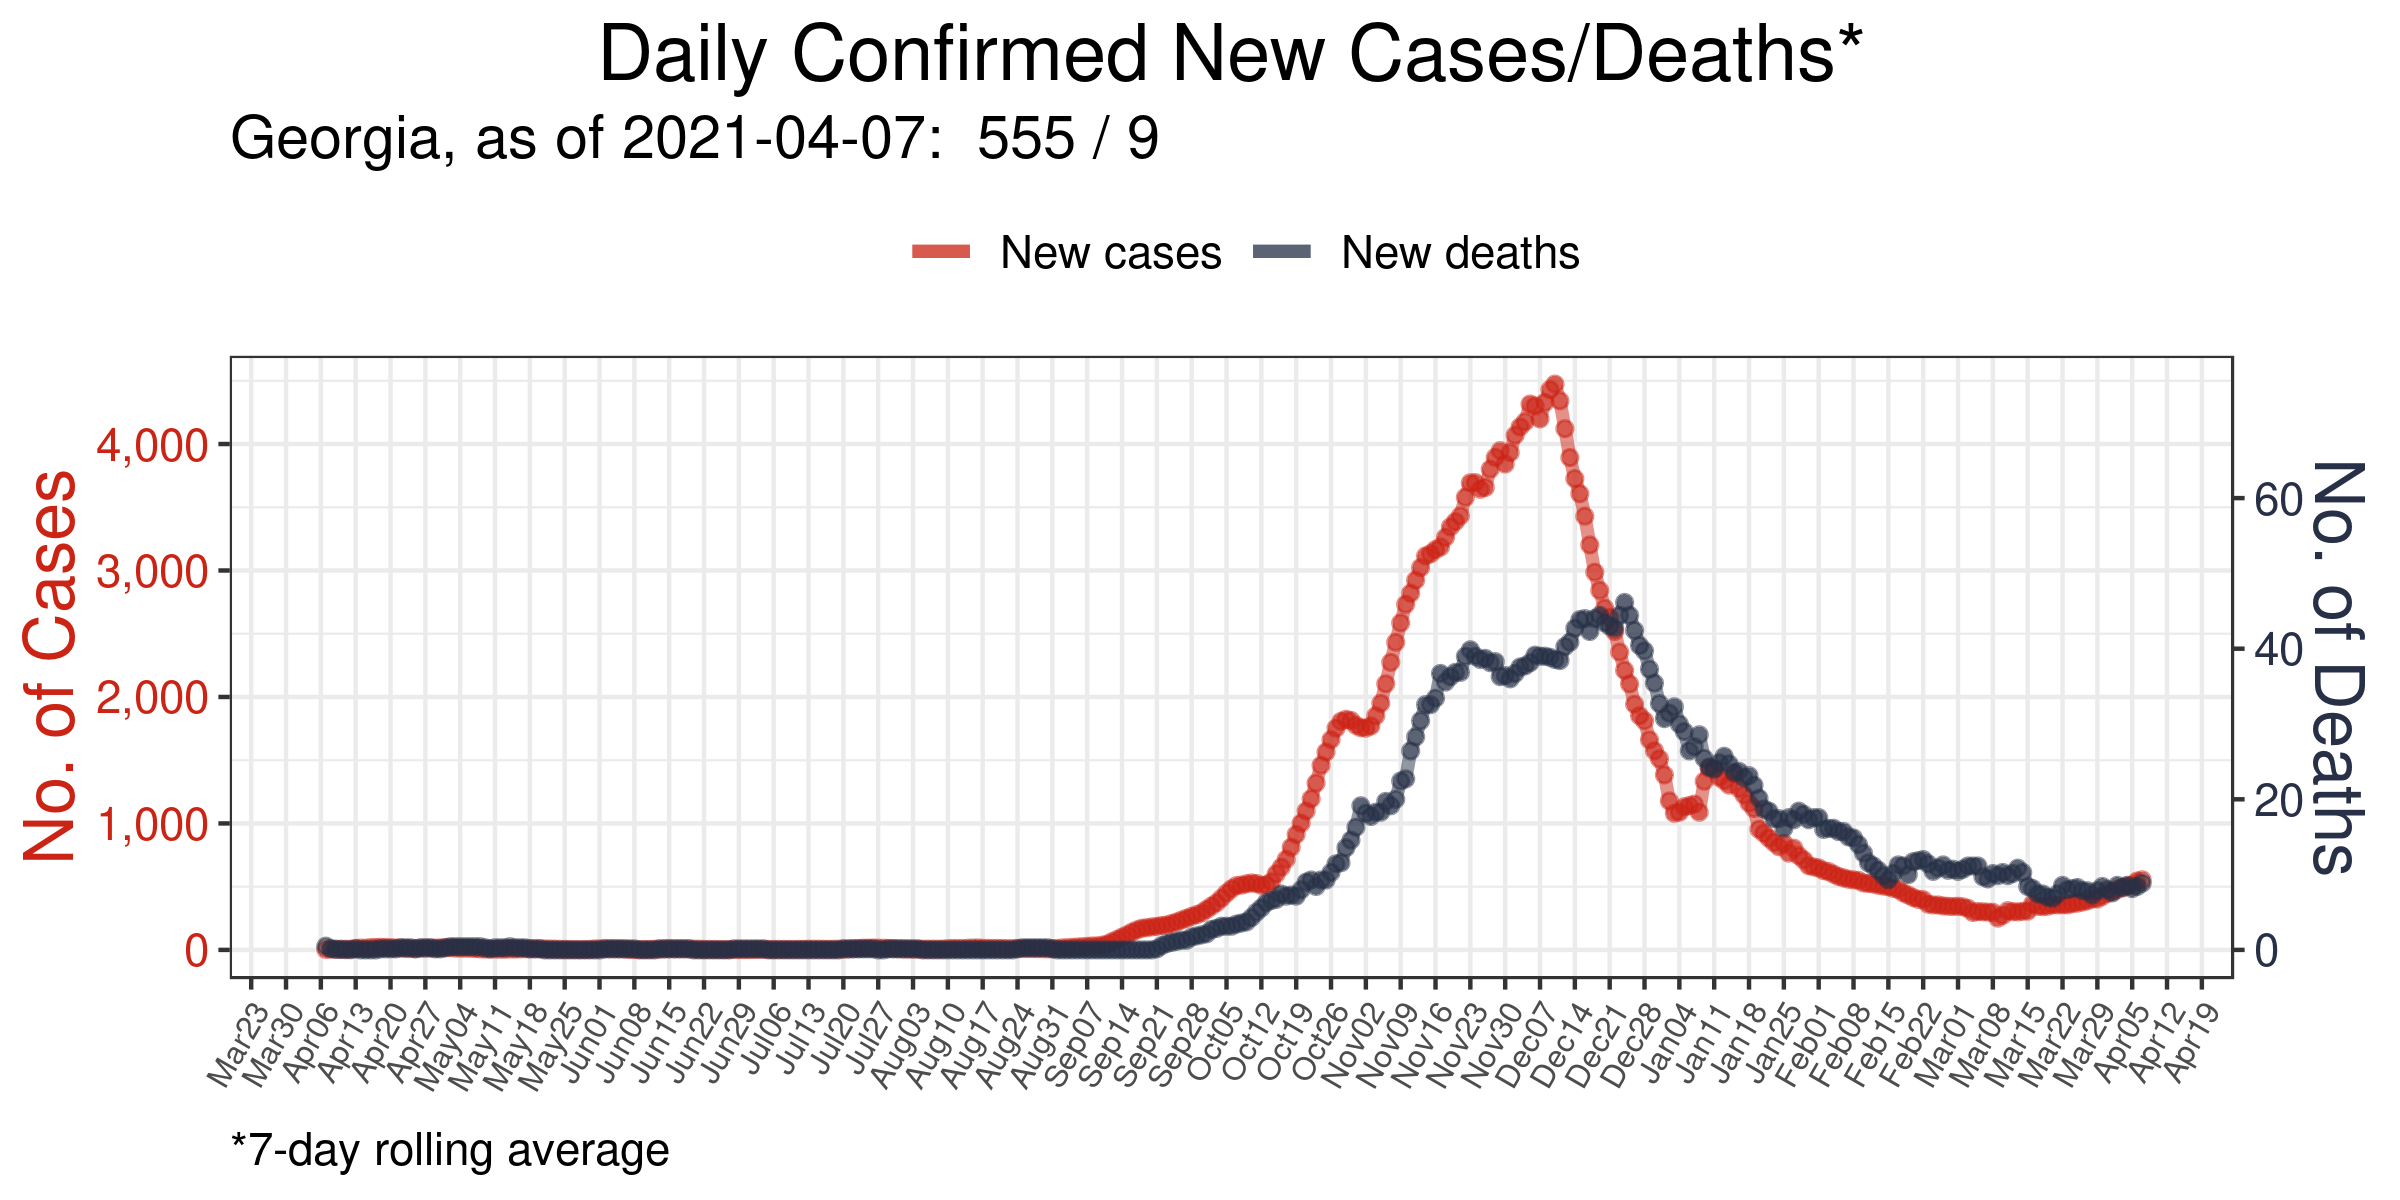 Daily Confirmed New Cases/Deaths*
Georgia, as of 2021-04-07:  555 / 9
New cases
New deaths
No. of Cases
4,000
3,000
2,000
1,000
0
60
40
20
0
No. of Deaths
Mar23
Mar30
Apr06
Apr13
Apr20
Apr27
May04
May11
May18
May25
Jun01
Jun08
Jun15
Jun22
Jun29
Jul06
Jul13
Jul20
Jul27
Aug03
Aug10
Aug17
Aug24
Aug31
Sep07
Sep14
Sep21
Sep28
Oct05
Oct12
Oct19
Oct26
Nov02
Nov09
Nov16
Nov23
Nov30
Dec07
Dec14
Dec21
Dec28
Jan04
Jan11
Jan18
Jan25
Feb01
Feb08
Feb15
Feb22
Mar01
Mar08
Mar15
Mar22
Mar29
Apr05
Apr12
Apr19
*7-day rolling average